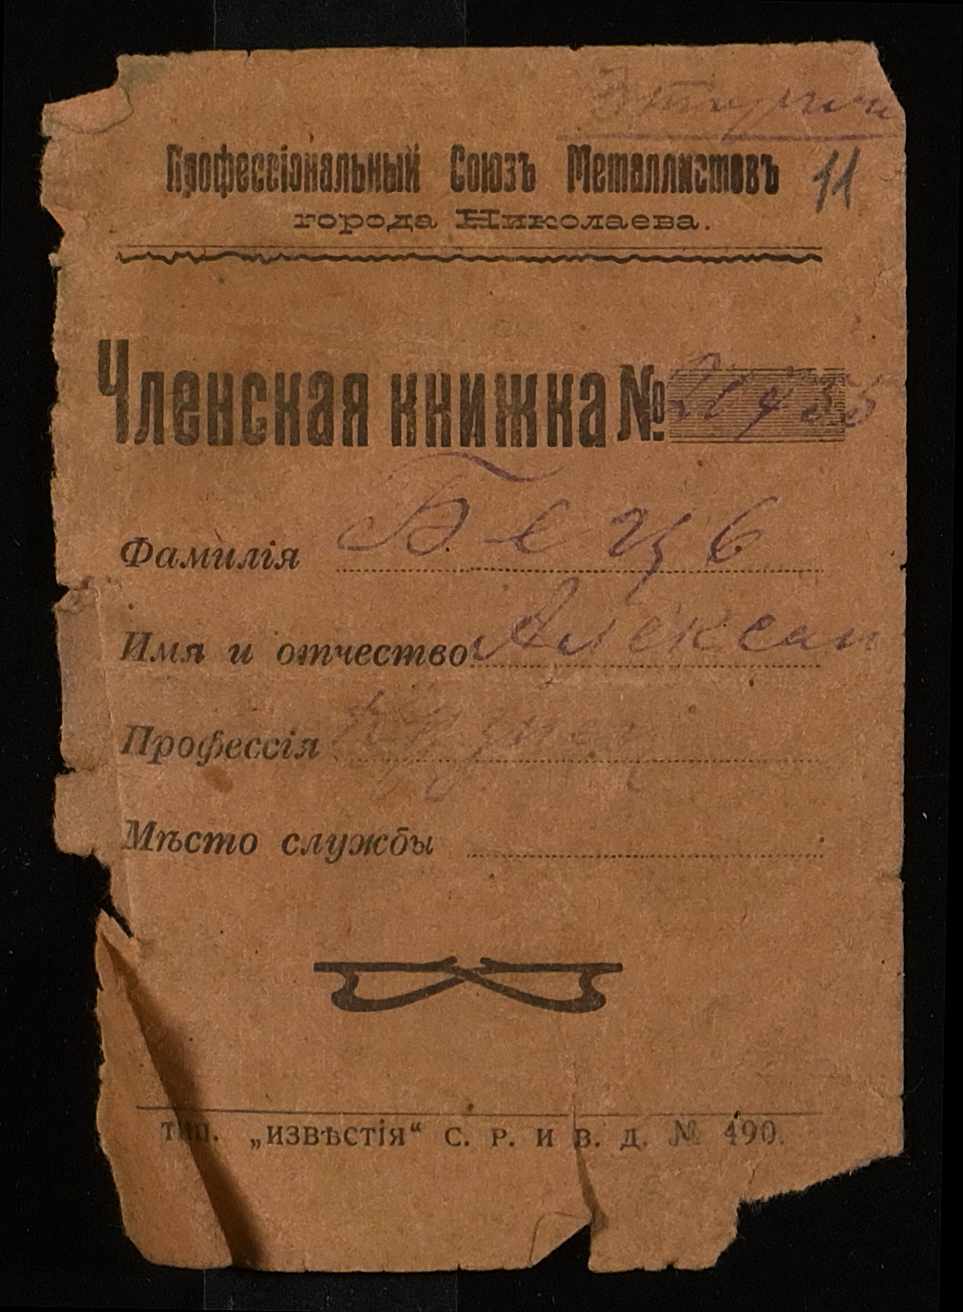 11
Профессіональный Союзъ Металлистовъ
города Николаева.
Членская книжка №
Фамилія Бецъ
Имя и отчество Алексан
Профессія
Мѣсто службы
тип. „ИЗВѢСТІЯ“ С. Р. И В. Д. № 490.